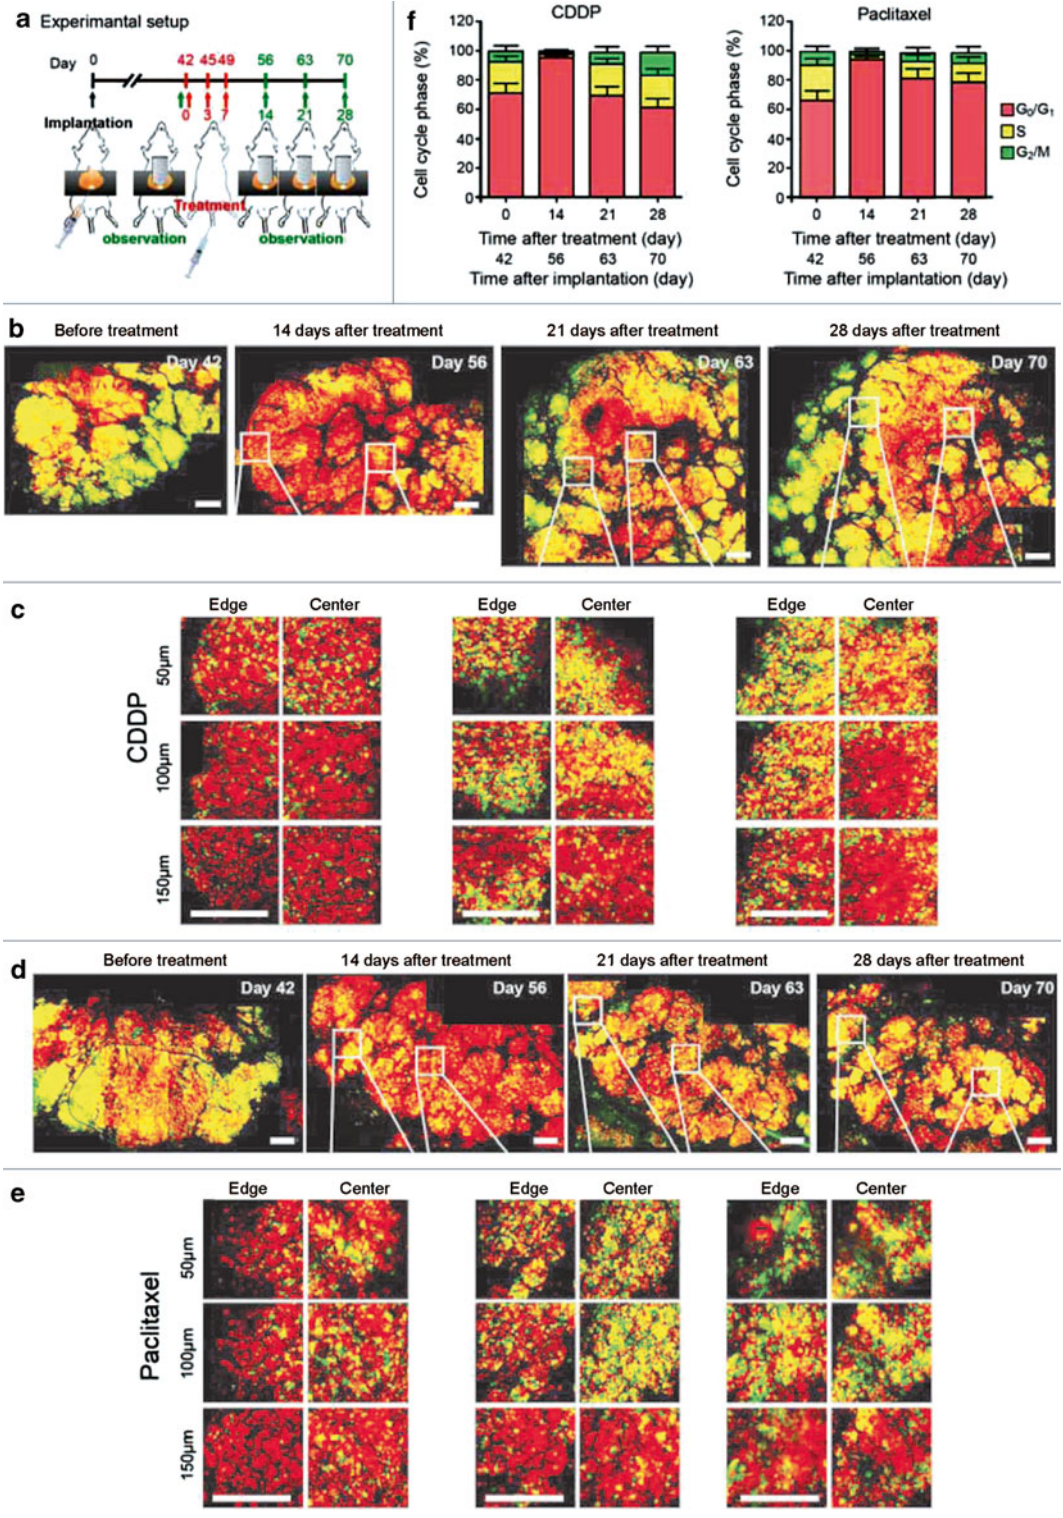 a Experimantal setup
Day 0 42 45 49 56 63 70
0 3 7 14 21 28
Implantation
Treatment
observation observation
f
CDDP
Cell cycle phase (%)
120
100
80
60
40
20
0
0 14 21 28
Time after treatment (day)
42 56 63 70
Time after implantation (day)
Paclitaxel
Cell cycle phase (%)
120
100
80
60
40
20
0
0 14 21 28
Time after treatment (day)
42 56 63 70
Time after implantation (day)
G₀/G₁
S
G₂/M
b Before treatment 14 days after treatment 21 days after treatment 28 days after treatment
Day 42 Day 56 Day 63 Day 70
c Edge Center Edge Center Edge Center
CDDP
50µm
100µm
150µm
d Before treatment 14 days after treatment 21 days after treatment 28 days after treatment
Day 42 Day 56 Day 63 Day 70
e Edge Center Edge Center Edge Center
Paclitaxel
50µm
100µm
150µm